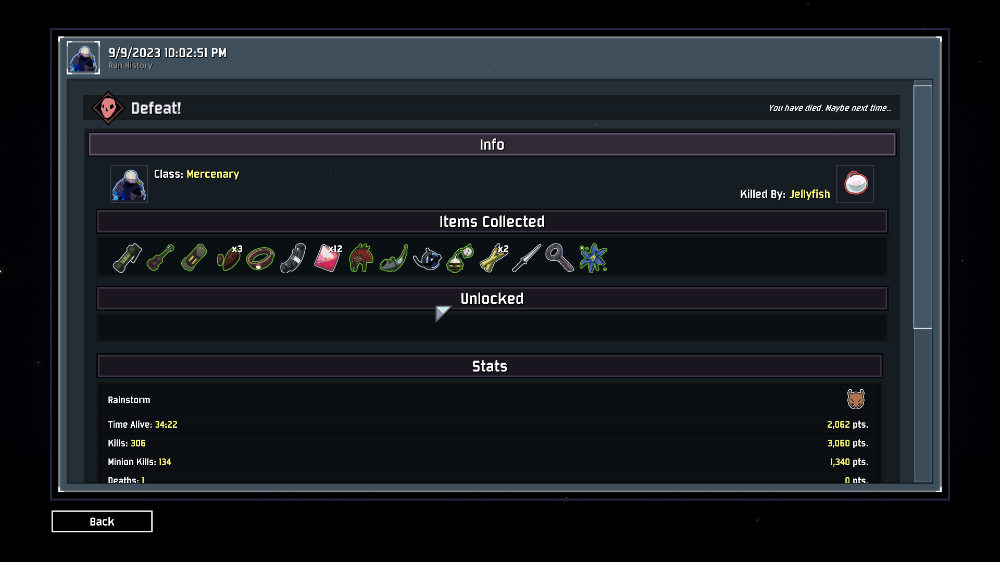 9/9/2023 10:02:51 PM
Run History
Defeat!
You have died. Maybe next time..
Info
Class: Mercenary
Killed By: Jellyfish
Items Collected
x3
x12
x2
Unlocked
Stats
Rainstorm
Time Alive: 34:22
2,062 pts.
Kills: 306
3,060 pts.
Minion Kills: 134
1,340 pts.
Deaths: 1
0 pts.
Back